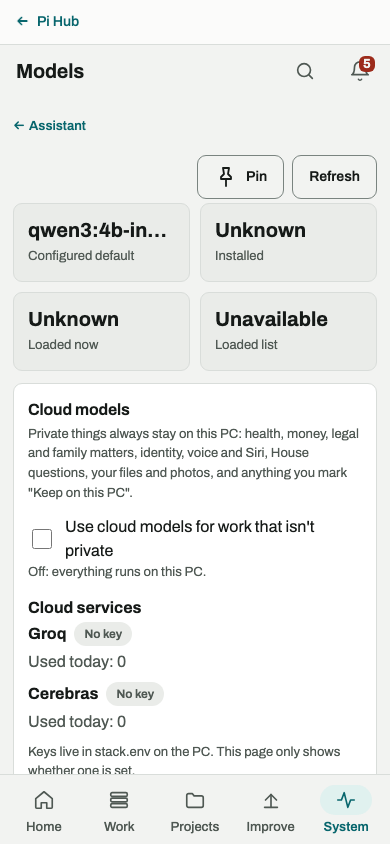 ← Pi Hub
Models
5
← Assistant
Pin
Refresh
qwen3:4b-in...
Configured default
Unknown
Installed
Unknown
Loaded now
Unavailable
Loaded list
Cloud models
Private things always stay on this PC: health, money, legal
and family matters, identity, voice and Siri, House
questions, your files and photos, and anything you mark
"Keep on this PC".
Use cloud models for work that isn't
private
Off: everything runs on this PC.
Cloud services
Groq No key
Used today: 0
Cerebras No key
Used today: 0
Keys live in stack.env on the PC. This page only shows
whether one is set.
Home
Work
Projects
Improve
System